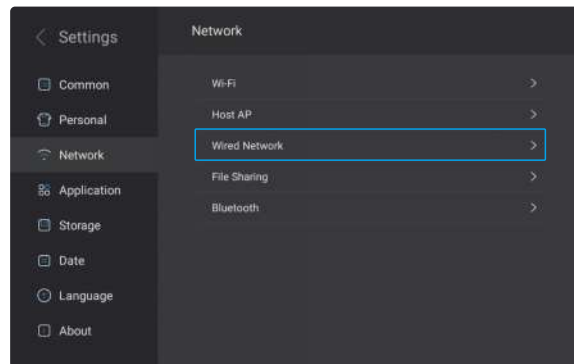 Settings
Common
Personal
Network
Application
Storage
Date
Language
About
Network
Wi-Fi
Host AP
Wired Network
File Sharing
Bluetooth